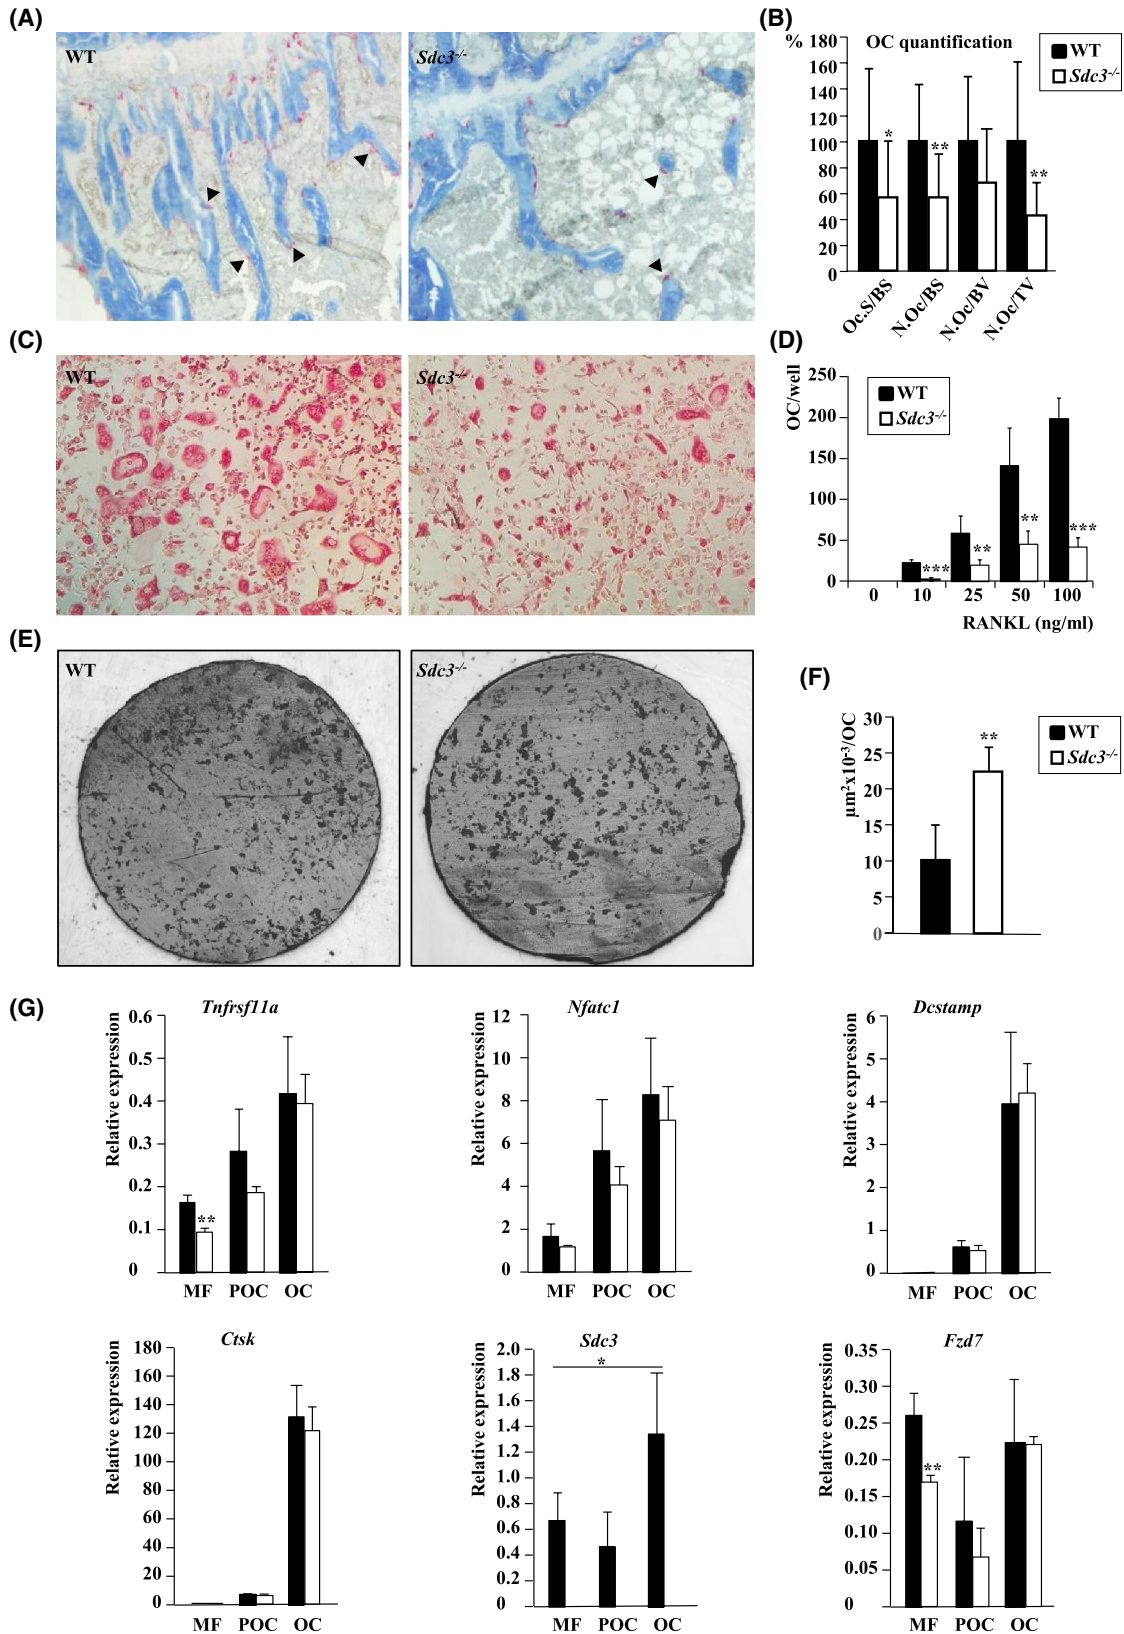 (A)
WT
Sdc3-/-
(B)
%
OC quantification
180
160
140
120
100
80
60
40
20
0
*
**
**
Oc.S/BS
N.Oc/BS
N.Oc/BV
N.Oc/TV
WT
Sdc3-/-
(C)
WT
Sdc3-/-
(D)
OC/well
250
200
150
100
50
0
WT
Sdc3-/-
***
**
**
***
0 10 25 50 100
RANKL (ng/ml)
(E)
WT
Sdc3-/-
(F)
µm2x10-3/OC
30
25
20
15
10
5
0
**
WT
Sdc3-/-
(G)
Tnfrsf11a
Relative expression
0.6
0.5
0.4
0.3
0.2
0.1
0
**
MF POC OC
Nfatc1
Relative expression
12
10
8
6
4
2
0
MF POC OC
Dcstamp
Relative expression
6
5
4
3
2
1
0
MF POC OC
Ctsk
Relative expression
180
160
140
120
100
80
60
40
20
0
MF POC OC
Sdc3
Relative expression
2.0
1.8
1.6
1.4
1.2
1.0
0.8
0.6
0.4
0.2
0
*
MF POC OC
Fzd7
Relative expression
0.35
0.30
0.25
0.20
0.15
0.10
0.05
0
**
MF POC OC